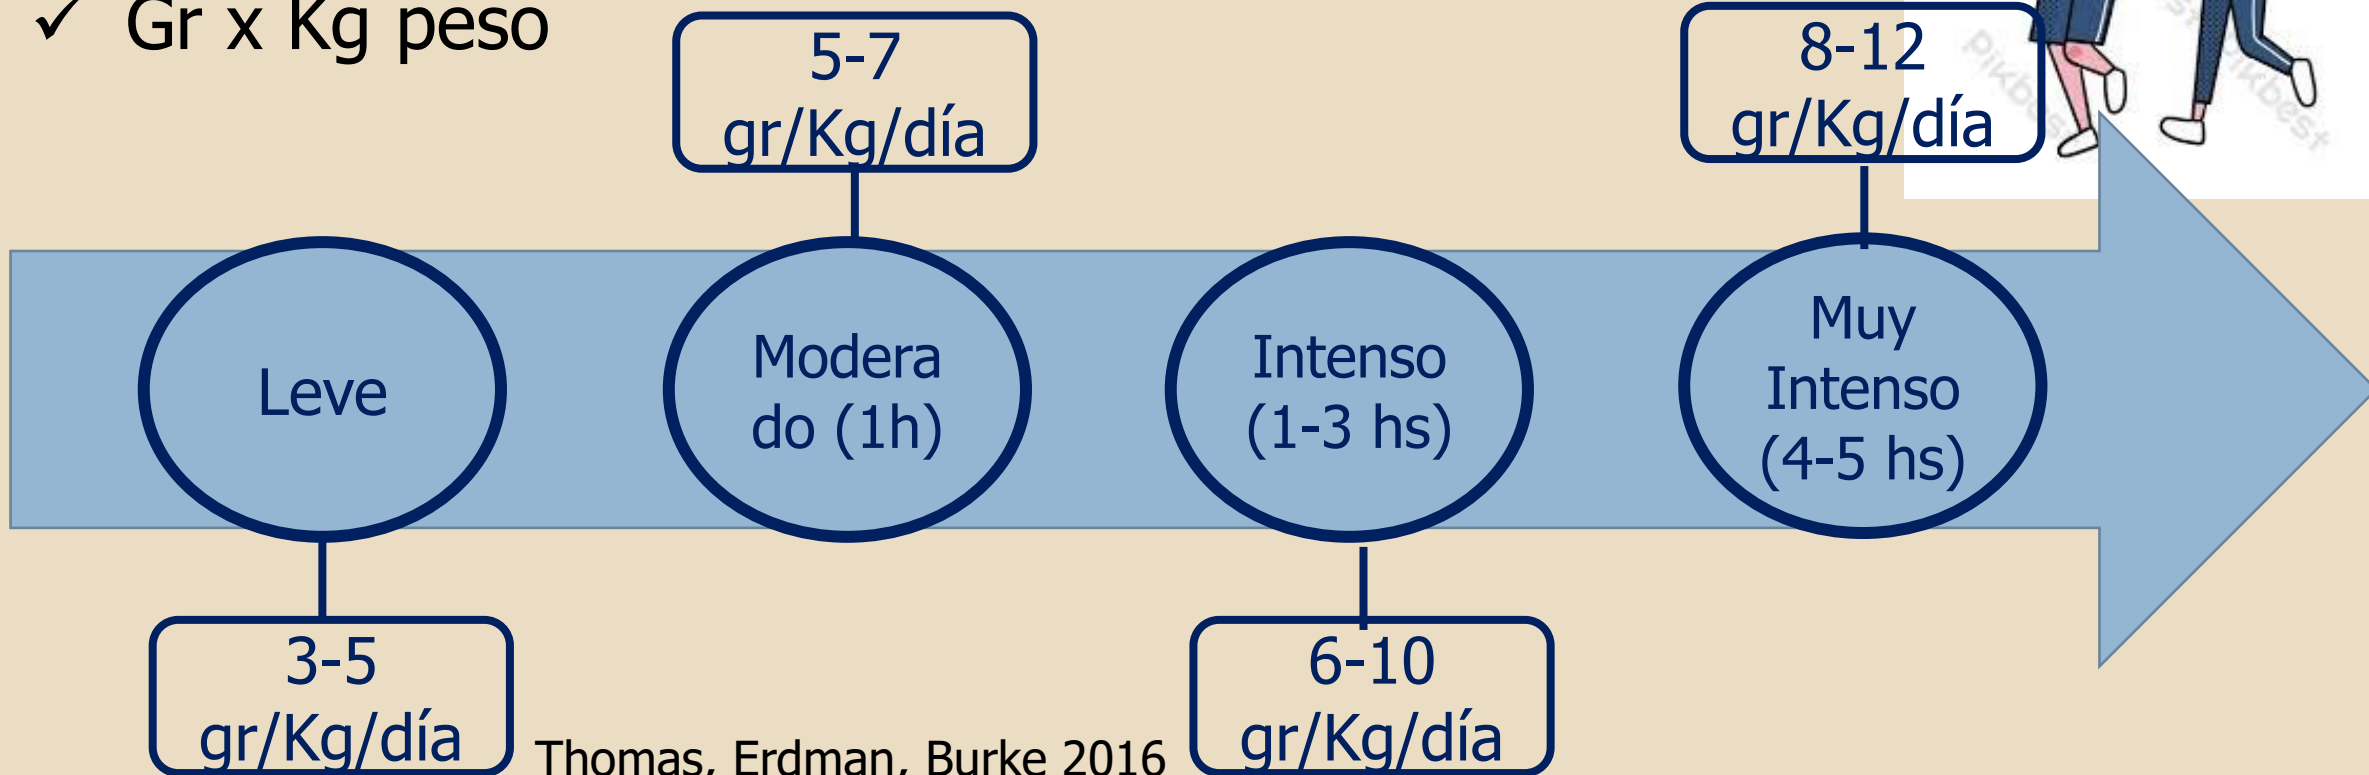 ✓ Gr x Kg peso
5-7
gr/Kg/día
8-12
gr/Kg/día
Leve
Modera
do (1h)
Intenso
(1-3 hs)
Muy
Intenso
(4-5 hs)
3-5
gr/Kg/día
Thomas, Erdman, Burke 2016
6-10
gr/Kg/día